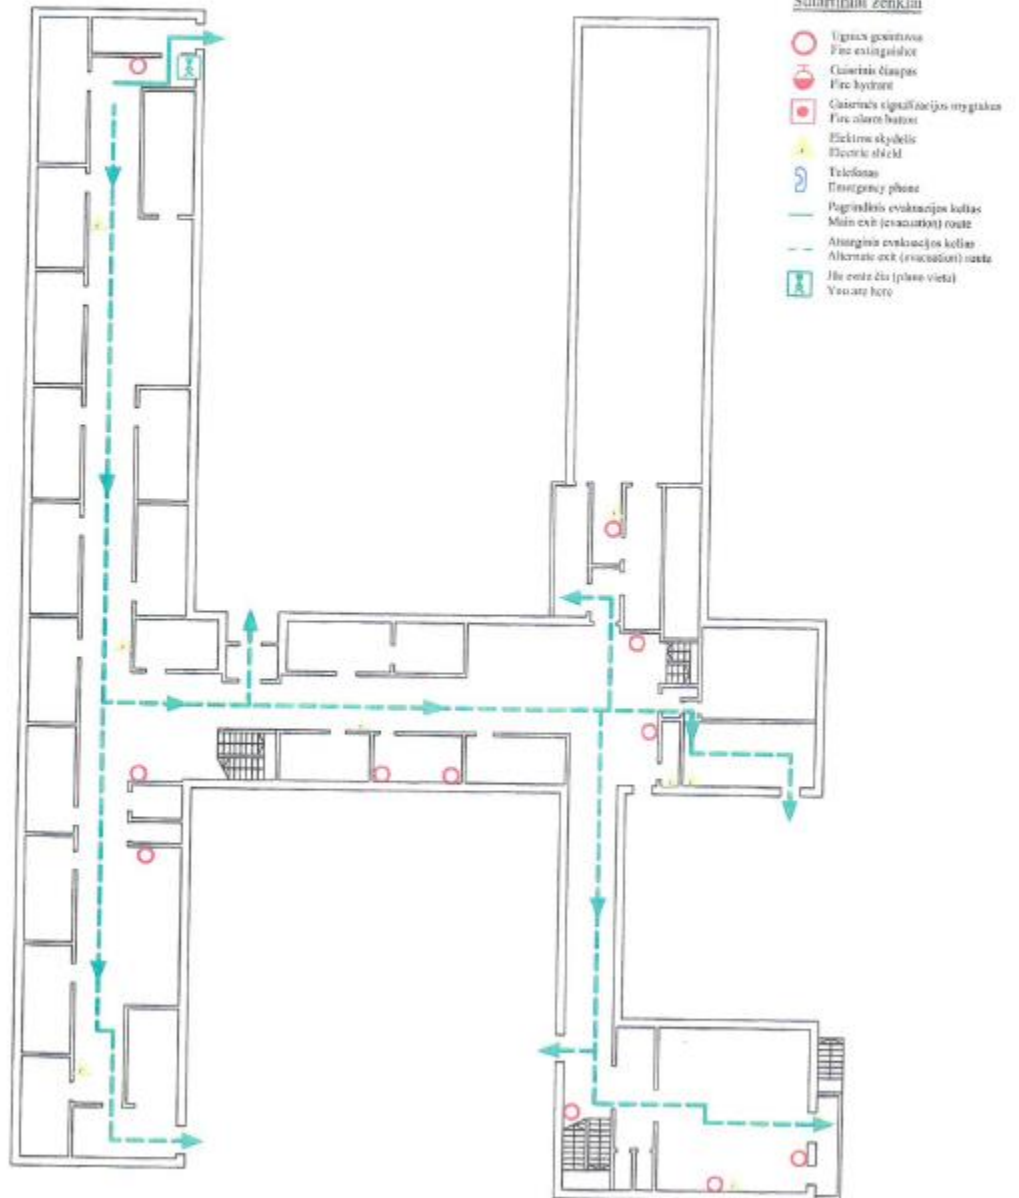 Sutartiniai ženklai
Ugnies gesintuvas
Fire extinguisher
Gaisrinis čiaupas
Fire hydrant
Gaisrinės signalizacijos mygtukas
Fire alarm button
Elektros skydelis
Electric shield
Telefonas
Emergency phone
Pagrindinis evakuacijos kelias
Main exit (evacuation) route
Atsarginis evakuacijos kelias
Alternate exit (evacuation) route
Jūs esate čia (plano vieta)
You are here